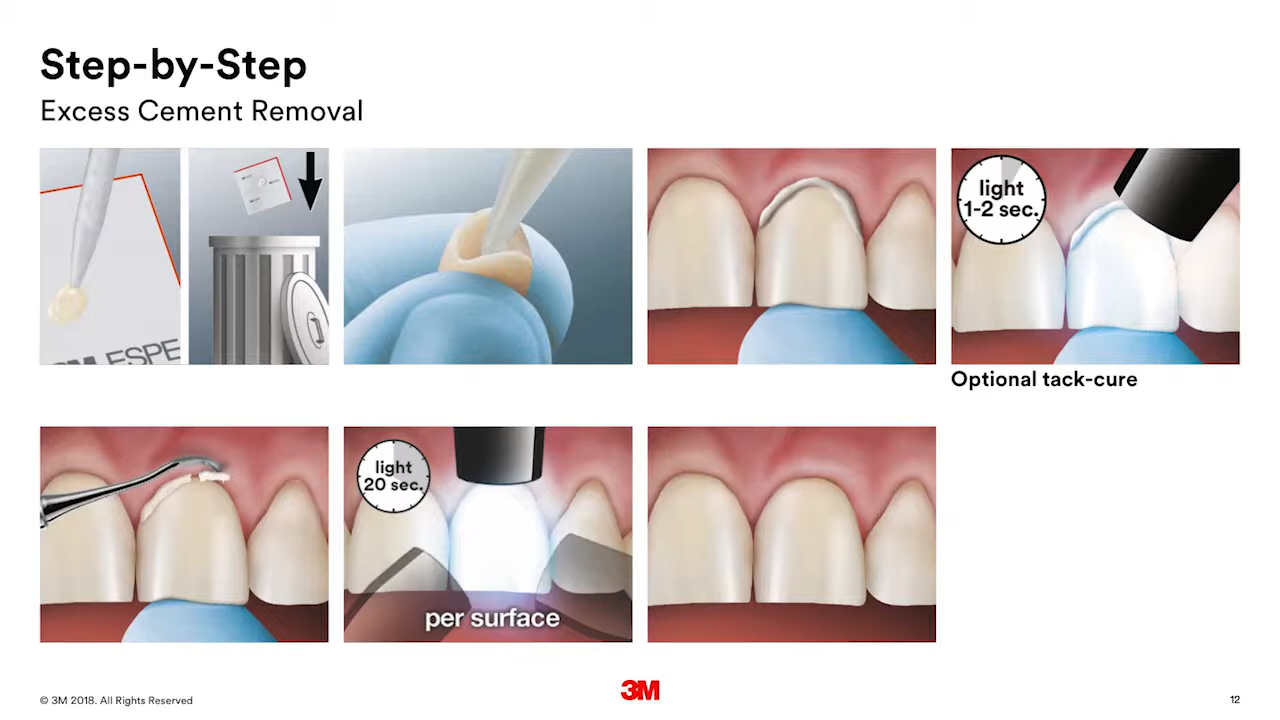 Step-by-Step
Excess Cement Removal
ESPE
light
1-2 sec.
Optional tack-cure
light
20 sec.
per surface
© 3M 2018. All Rights Reserved
3M
12